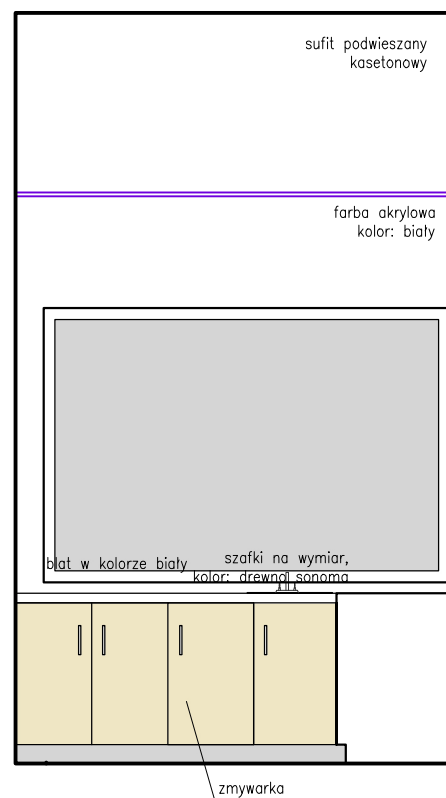 sufit podwieszany
kasetonowy
farba akrylowa
kolor: biały
blat w kolorze biały
szafki na wymiar,
kolor: drewno sonoma
zmywarka